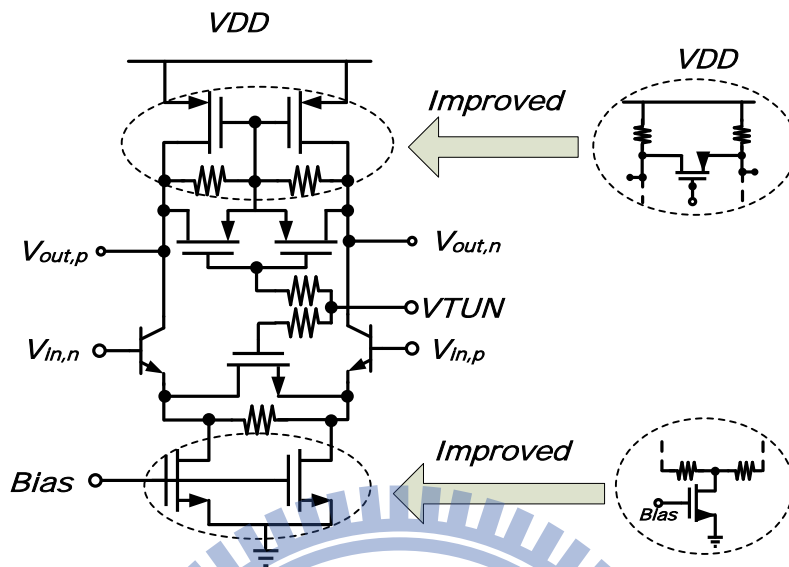 VDD
VDD
Improved
Vout,p
Vout,n
VTUN
VIn,n
VIn,p
Improved
Bias
Bias